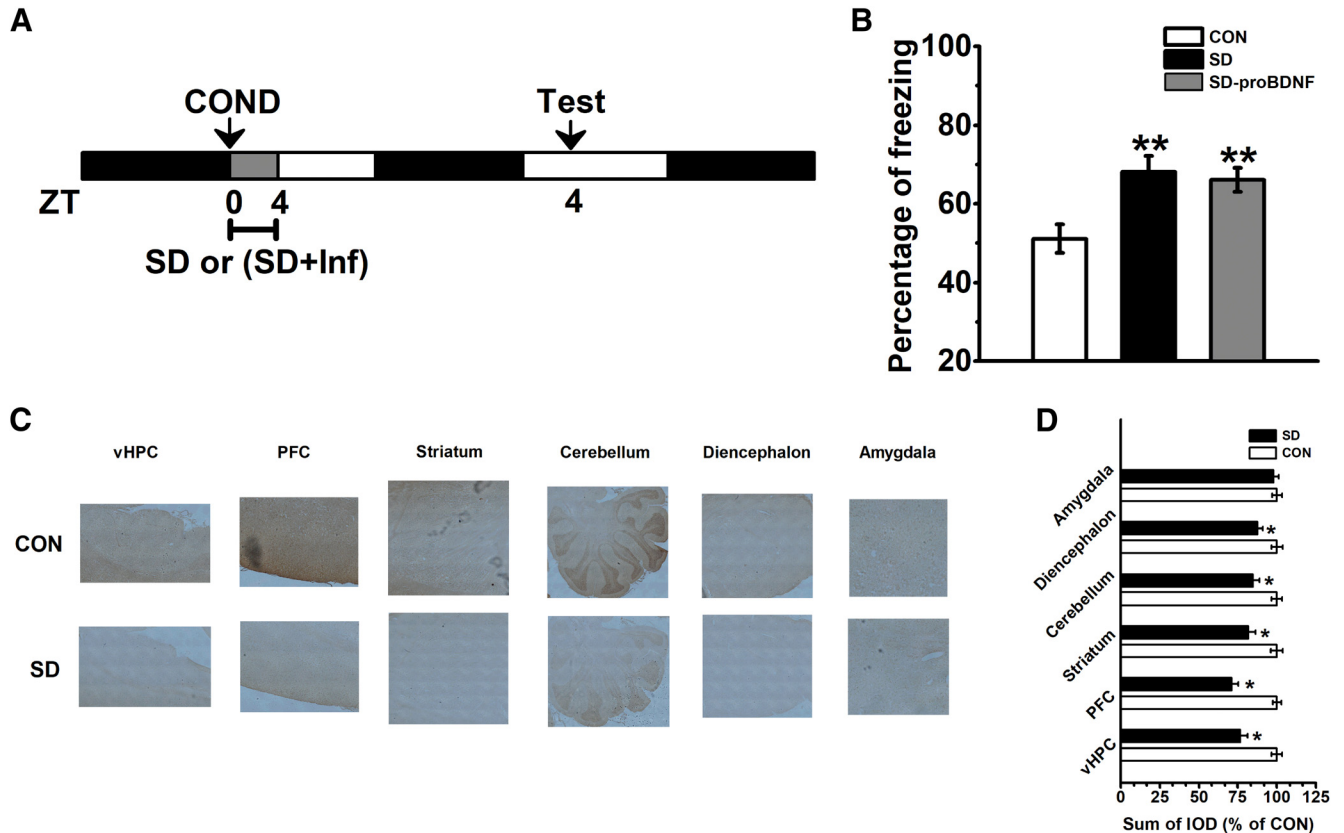 A
COND
Test
ZT
0
4
4
SD or (SD+Inf)
B
CON
SD
SD-proBDNF
Percentage of freezing
100
80
60
40
20
**
**
C
vHPC
PFC
Striatum
Cerebellum
Diencephalon
Amygdala
CON
SD
D
SD
CON
Amygdala
Diencephalon
*
Cerebellum
*
Striatum
*
PFC
*
vHPC
*
0
25
50
75
100
125
Sum of IOD (% of CON)